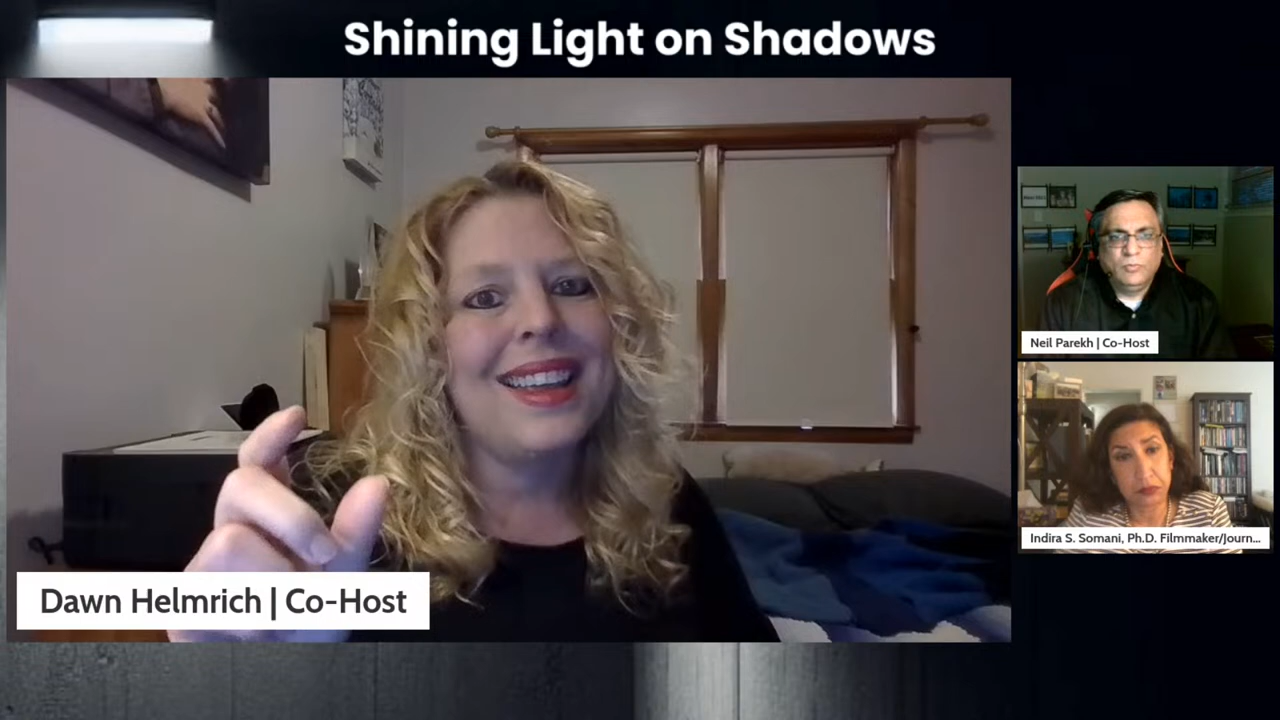 Shining Light on Shadows
Dawn Helmrich | Co-Host
Neil Parekh | Co-Host
Indira S. Somani, Ph.D. Filmmaker/Journ...